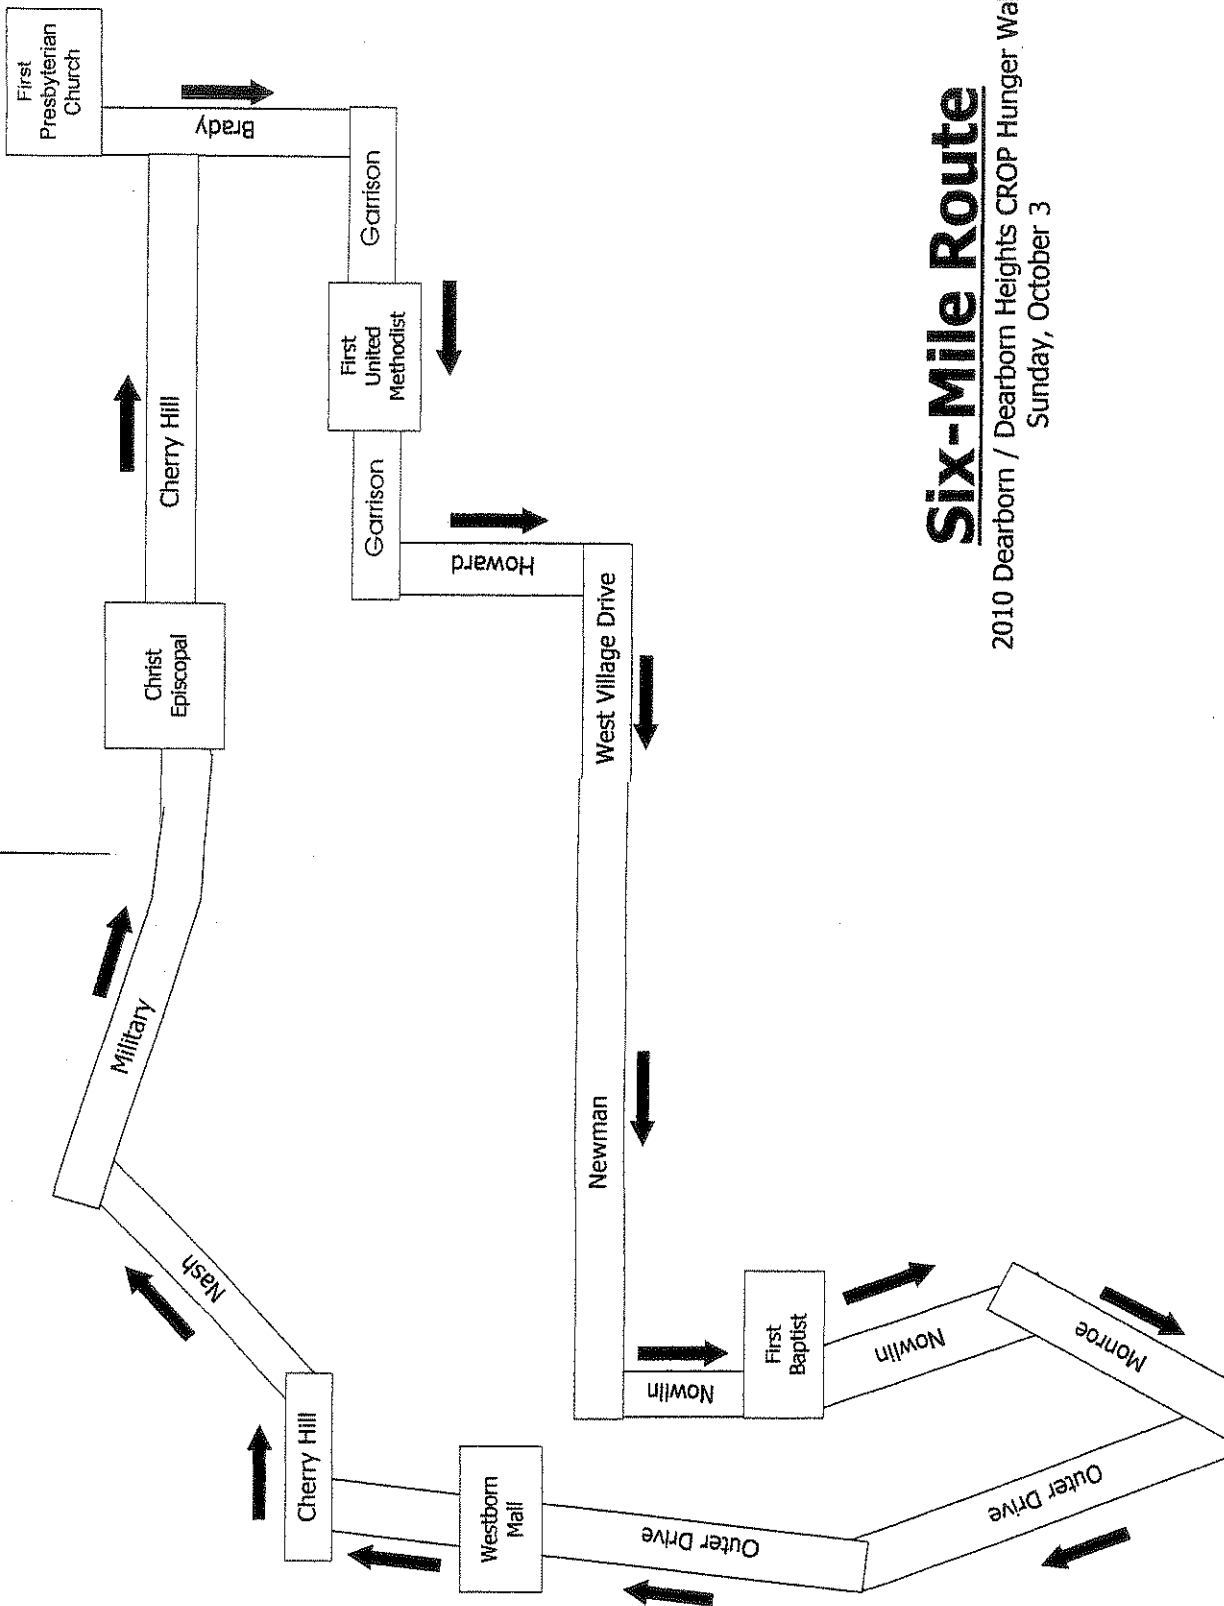 First
Presbyterian
Church
Brady
Garrison
First
United
Methodist
Garrison
Howard
West Village Drive
Newman
Nowlin
First
Baptist
Nowlin
Monroe
Outer Drive
Outer Drive
Westborn
Mall
Cherry Hill
Nash
Military
Christ
Episcopal
Cherry Hill
Six-Mile Route
2010 Dearborn / Dearborn Heights CROP Hunger Wa
Sunday, October 3